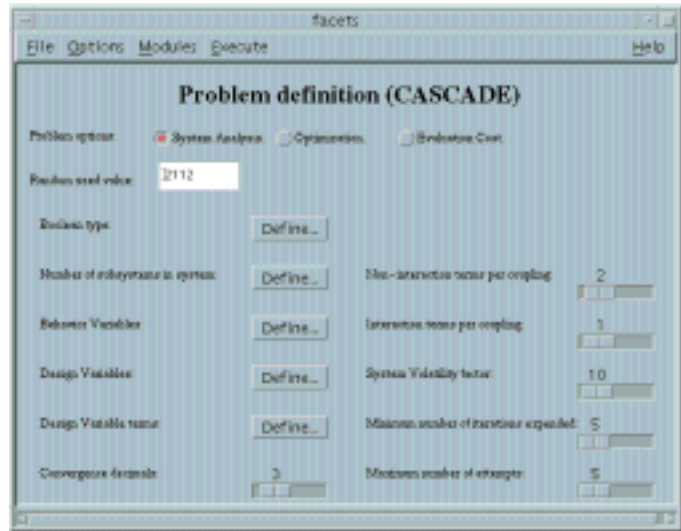 facets
File Options Modules Execute Help
Problem definition (CASCADE)
Problem options: System Analysis Optimization Evaluation Cost
Random seed value: 2112
type: Define...
Number of subsystems in system: Define... Non-interaction terms per coupling: 2
Behavior Variables: Define... Interaction terms per coupling: 1
Design Variables: Define... System Volatility factor: 10
Design Variable terms: Define... Minimum number of iterations expended: 5
Convergence decimals: 3 Maximum number of attempts: 5